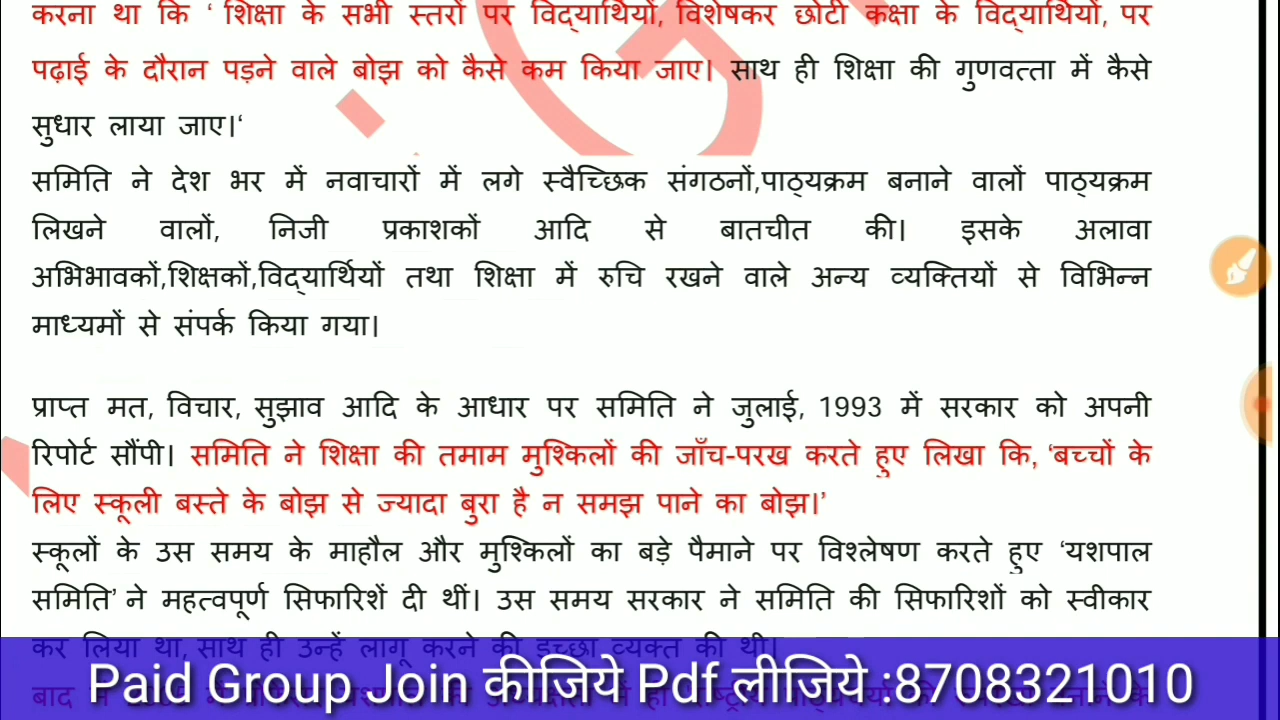 करना था कि ‘ शिक्षा के सभी स्तरों पर विद्यार्थियों, विशेषकर छोटी कक्षा के विद्यार्थियों, पर
पढ़ाई के दौरान पड़ने वाले बोझ को कैसे कम किया जाए। साथ ही शिक्षा की गुणवत्ता में कैसे
सुधार लाया जाए।‘
समिति ने देश भर में नवाचारों में लगे स्वैच्छिक संगठनों,पाठ्यक्रम बनाने वालों पाठ्यक्रम
लिखने वालों, निजी प्रकाशकों आदि से बातचीत की। इसके अलावा
अभिभावकों,शिक्षकों,विद्यार्थियों तथा शिक्षा में रुचि रखने वाले अन्य व्यक्तियों से विभिन्न
माध्यमों से संपर्क किया गया।
प्राप्त मत, विचार, सुझाव आदि के आधार पर समिति ने जुलाई, 1993 में सरकार को अपनी
रिपोर्ट सौंपी। समिति ने शिक्षा की तमाम मुश्किलों की जाँच-परख करते हुए लिखा कि, ‘बच्चों के
लिए स्कूली बस्ते के बोझ से ज्यादा बुरा है न समझ पाने का बोझ।’
स्कूलों के उस समय के माहौल और मुश्किलों का बड़े पैमाने पर विश्लेषण करते हुए ‘यशपाल
समिति’ ने महत्वपूर्ण सिफारिशें दी थीं। उस समय सरकार ने समिति की सिफारिशों को स्वीकार
कर लिया था, साथ ही उन्हें लागू करने की इच्छा व्यक्त की थी।
बाद
Paid Group Join कीजिये Pdf लीजिये :8708321010